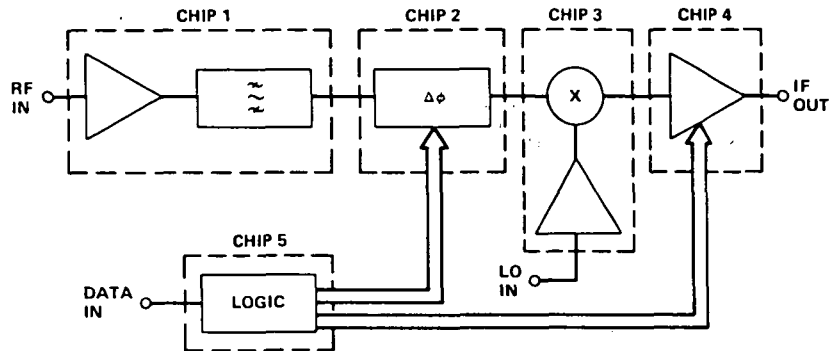 CHIP 1
CHIP 2
CHIP 3
CHIP 4
RF
IN
Δφ
X
IF
OUT
CHIP 5
DATA
IN
LOGIC
LO
IN